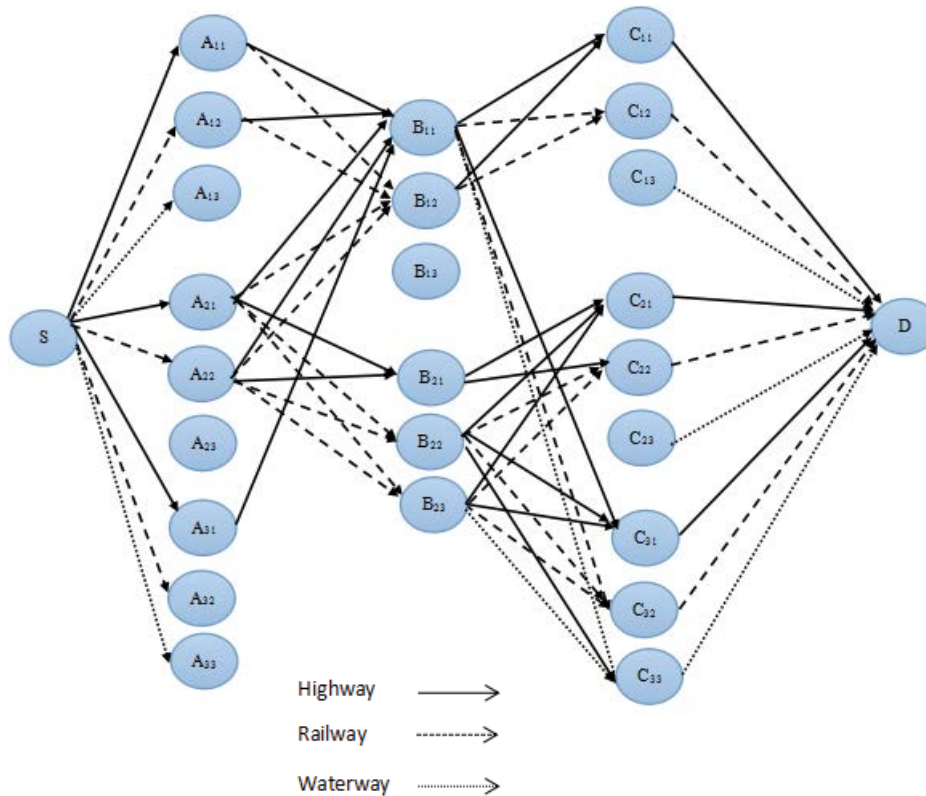 S
A₁₁
A₁₂
A₁₃
A₂₁
A₂₂
A₂₃
A₃₁
A₃₂
A₃₃
B₁₁
B₁₂
B₁₃
B₂₁
B₂₂
B₂₃
C₁₁
C₁₂
C₁₃
C₂₁
C₂₂
C₂₃
C₃₁
C₃₂
C₃₃
D
Highway
Railway
Waterway